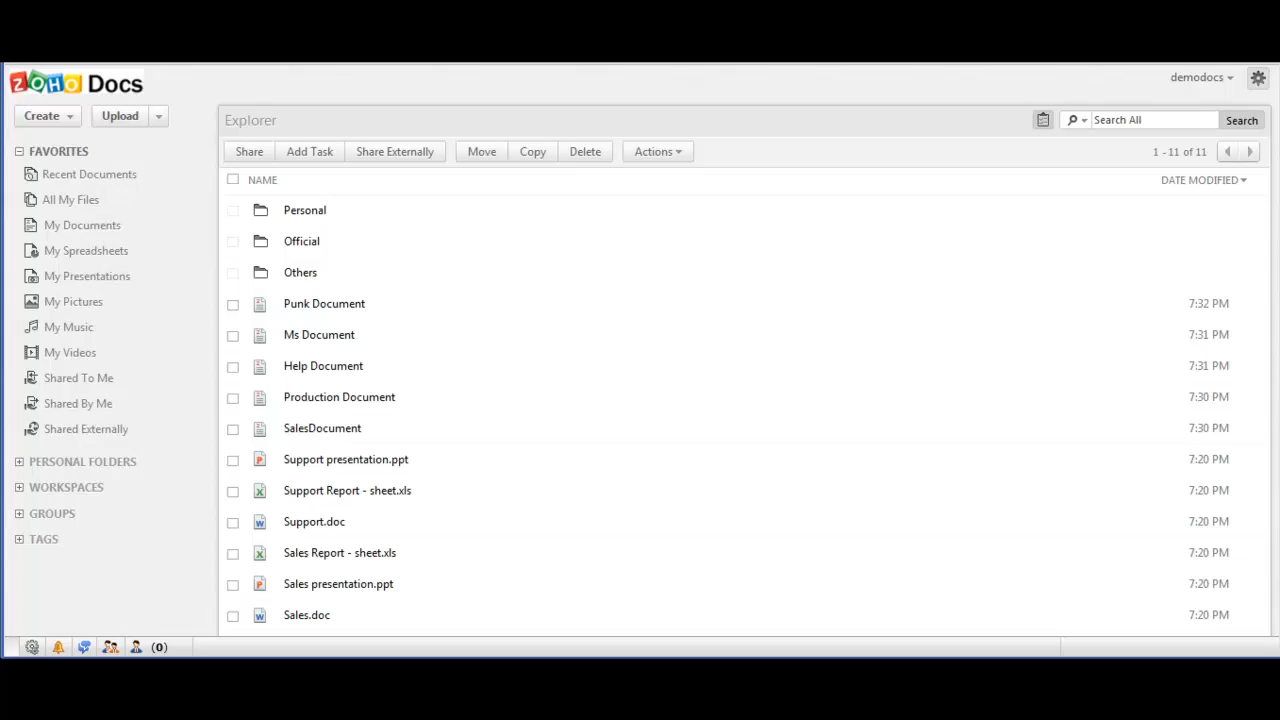 ZOHO Docs
demodocs
Create Upload
Explorer
Search All Search
FAVORITES
Recent Documents
All My Files
My Documents
My Spreadsheets
My Presentations
My Pictures
My Music
My Videos
Shared To Me
Shared By Me
Shared Externally
PERSONAL FOLDERS
WORKSPACES
GROUPS
TAGS
Share Add Task Share Externally Move Copy Delete Actions 1 - 11 of 11
NAME DATE MODIFIED
Personal
Official
Others
Punk Document 7:32 PM
Ms Document 7:31 PM
Help Document 7:31 PM
Production Document 7:30 PM
SalesDocument 7:30 PM
Support presentation.ppt 7:20 PM
Support Report - sheet.xls 7:20 PM
Support.doc 7:20 PM
Sales Report - sheet.xls 7:20 PM
Sales presentation.ppt 7:20 PM
Sales.doc 7:20 PM
(0)